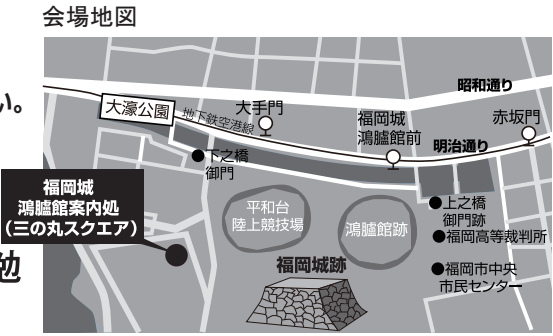 会場地図
い。
勉
昭和通り
大濠公園
地下鉄空港線
大手門
福岡城
鴻臚館前
赤坂門
明治通り
下之橋
御門
福岡城
鴻臚館案内処
(三の丸スクエア)
平和台
陸上競技場
鴻臚館跡
上之橋
御門跡
福岡高等裁判所
福岡市中央
市民センター
福岡城跡